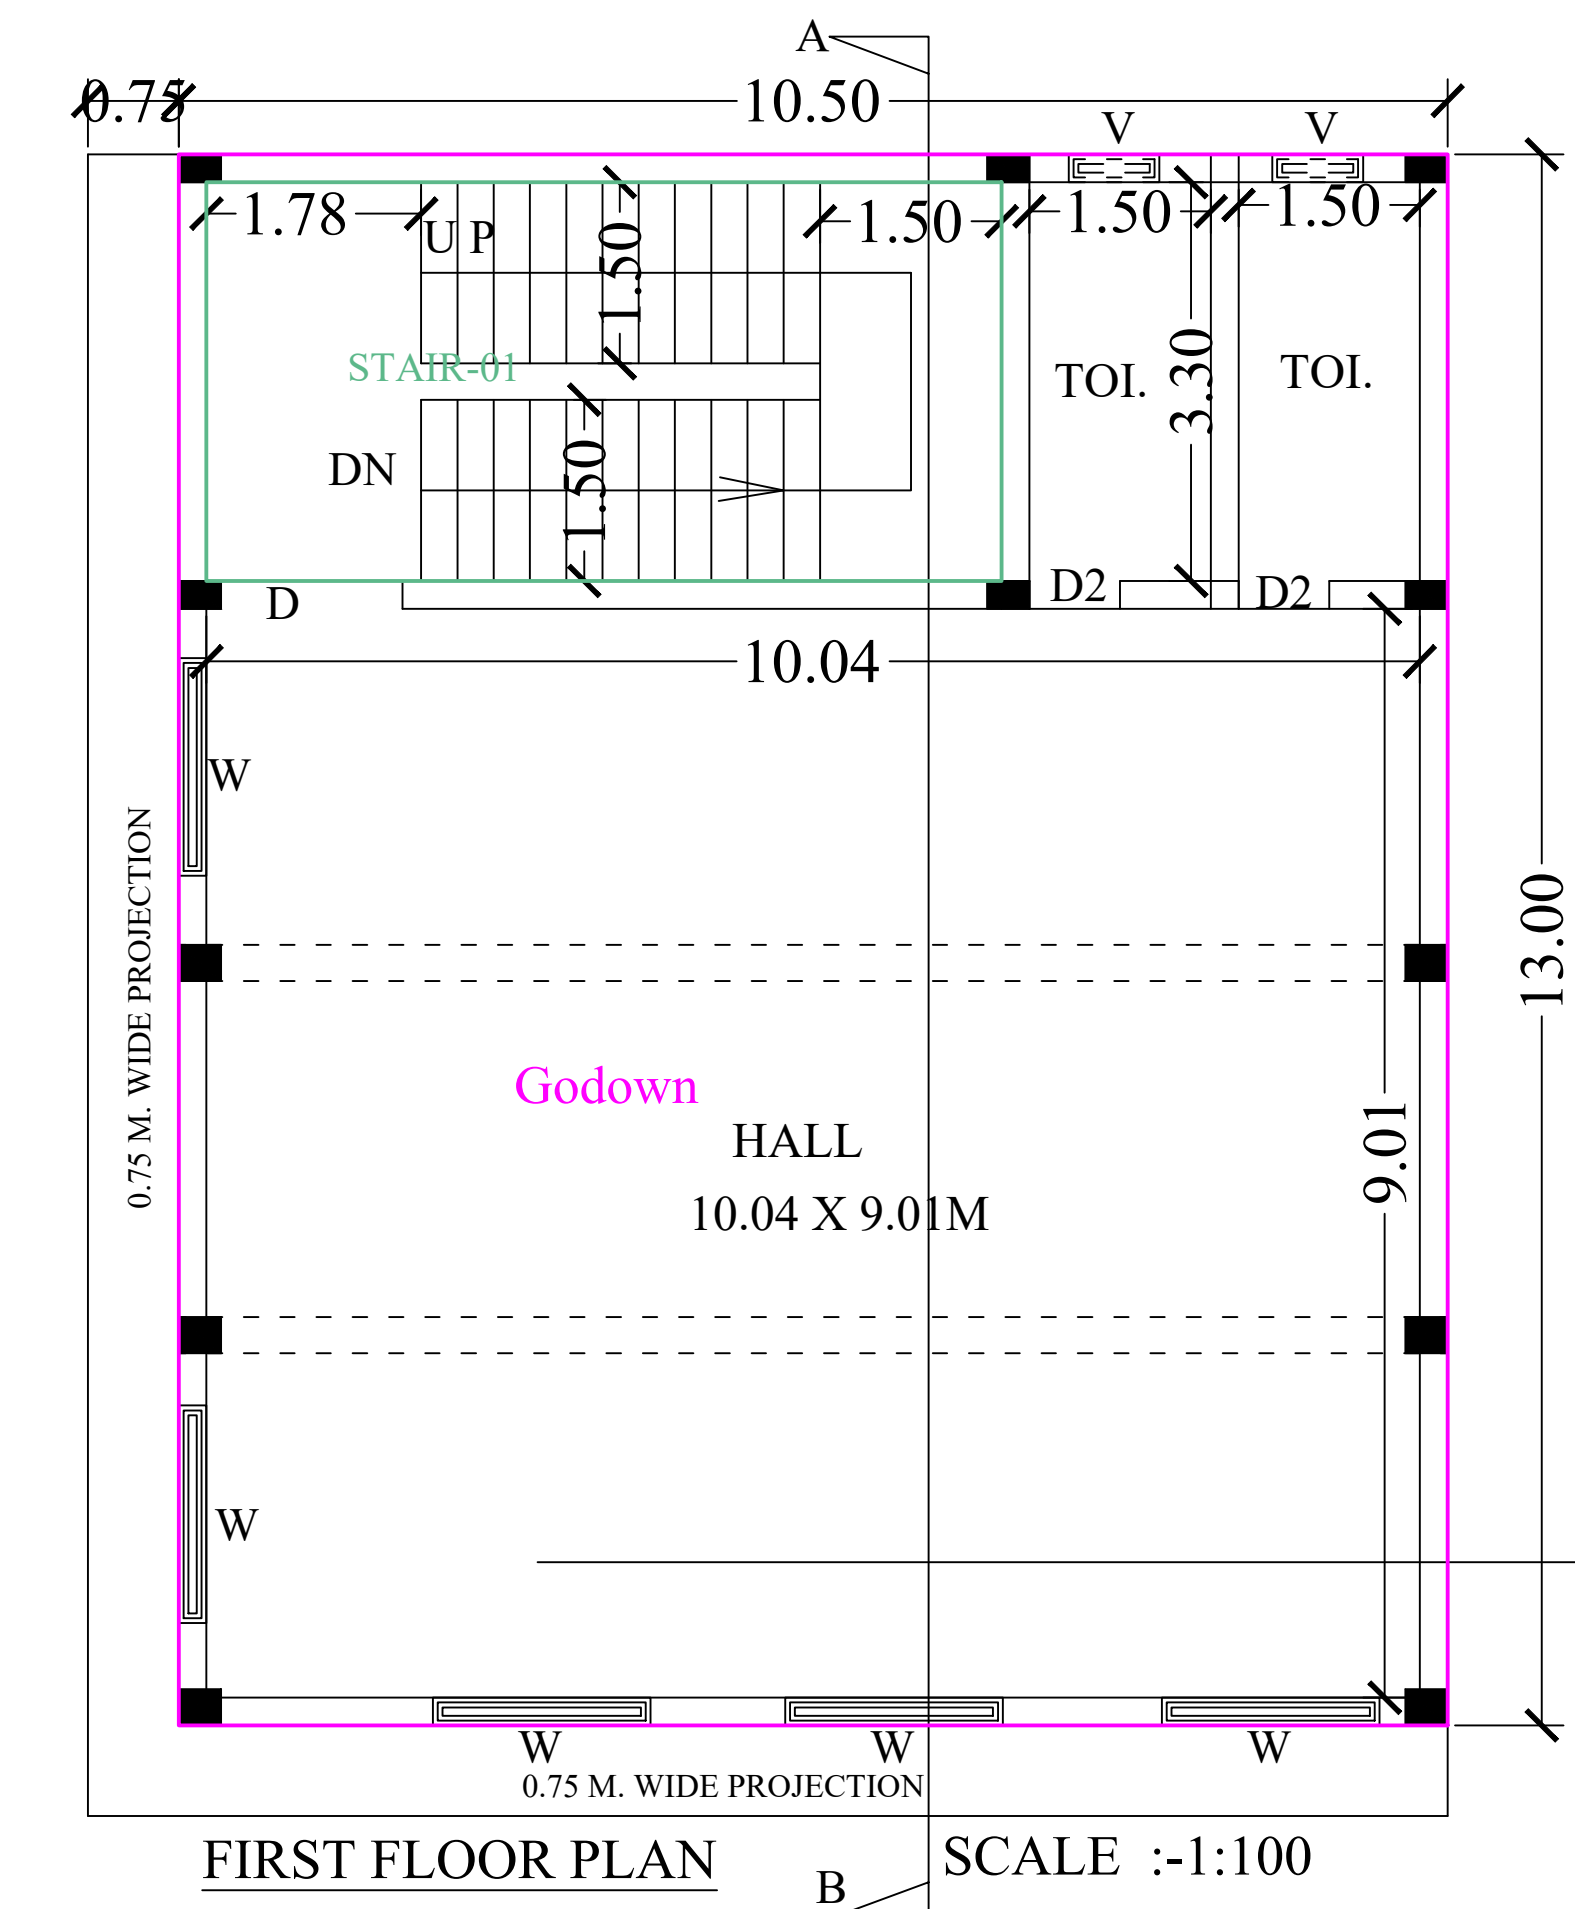 A
0.75
10.50
V
V
1.78
U P
1.50
1.50
1.50
1.50
STAIR-01
TOI.
3.30
TOI.
DN
1.50
D
D2
D2
10.04
W
0.75 M. WIDE PROJECTION
13.00
Godown
HALL
9.01
10.04 X 9.01M
W
W
W
W
0.75 M. WIDE PROJECTION
FIRST FLOOR PLAN
SCALE :-1:100
B